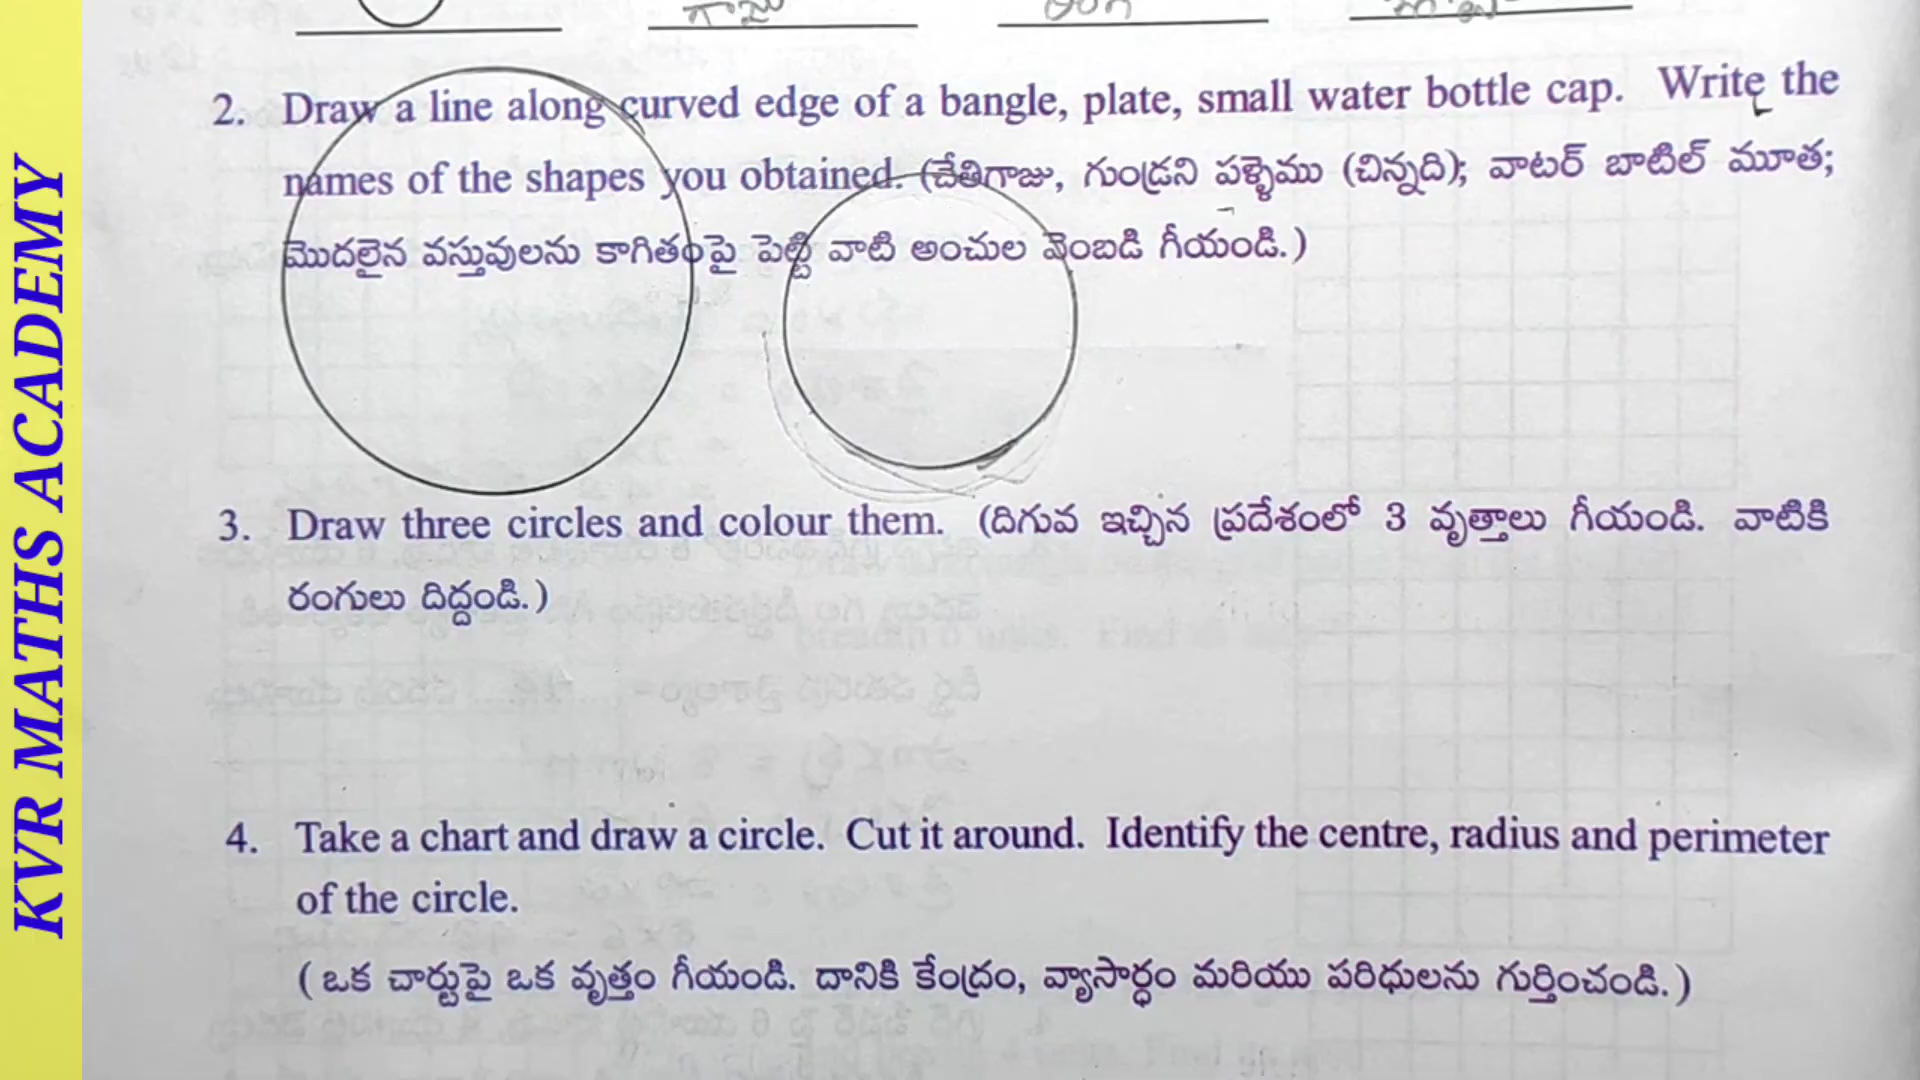 KVR MATHS ACADEMY
గాజు
2. Draw a line along curved edge of a bangle, plate, small water bottle cap. Write the
names of the shapes you obtained. (చేతిగాజు, గుండ్రని పళ్ళెము (చిన్నది); వాటర్ బాటిల్ మూత;
మొదలైన వస్తువులను కాగితంపై పెట్టి వాటి అంచుల వెంబడి గీయండి.)
3. Draw three circles and colour them. (దిగువ ఇచ్చిన ప్రదేశంలో 3 వృత్తాలు గీయండి. వాటికి
రంగులు దిద్దండి.)
4. Take a chart and draw a circle. Cut it around. Identify the centre, radius and perimeter
of the circle.
( ఒక చార్టుపై ఒక వృత్తం గీయండి. దానికి కేంద్రం, వ్యాసార్ధం మరియు పరిధులను గుర్తించండి.)